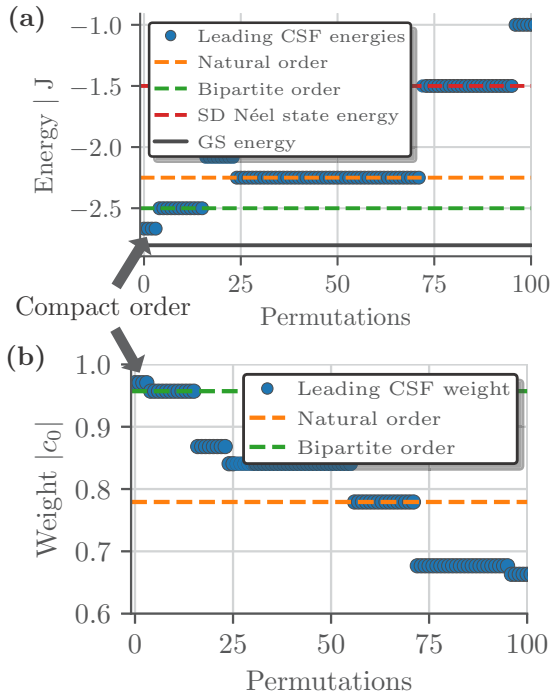 (a)
−1.0
−1.5
−2.0
−2.5
Energy | J
Leading CSF energies
Natural order
Bipartite order
SD Néel state energy
GS energy
0
25
50
75
100
Permutations
Compact order
(b)
1.0
0.9
0.8
0.7
0.6
Weight |c₀|
Leading CSF weight
Natural order
Bipartite order
0
25
50
75
100
Permutations